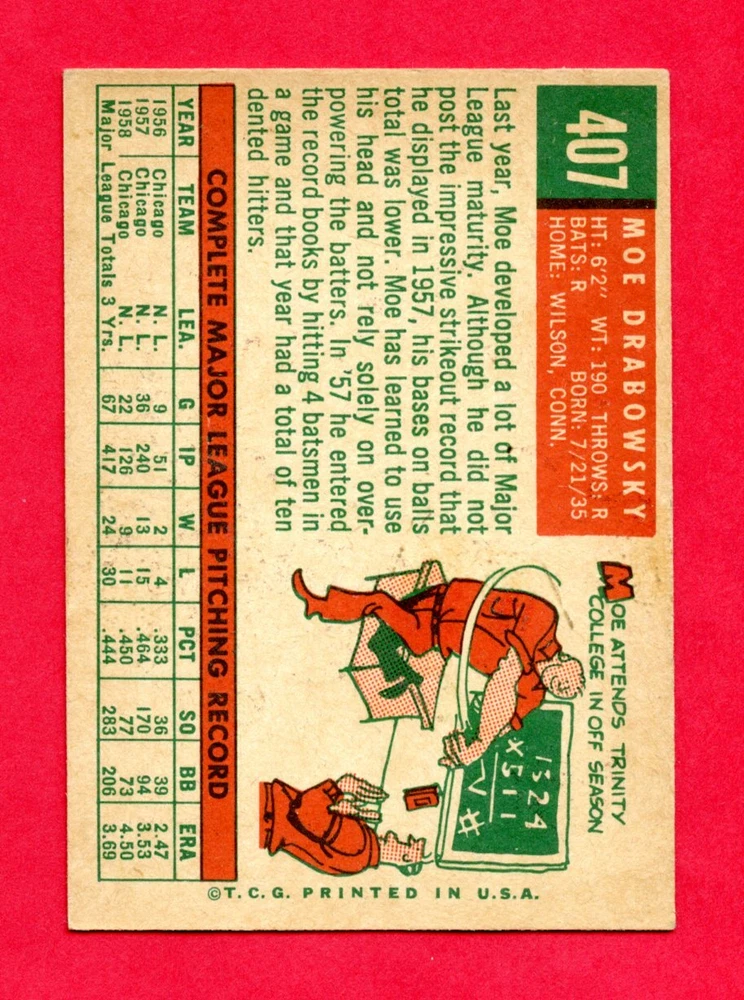 407
MOE DRABOWSKY
HT: 6'2" WT: 190 THROWS: R
BATS: R BORN: 7/21/35
HOME: WILSON, CONN.
Last year, Moe developed a lot of Major
League maturity. Although he did not
post the impressive strikeout record that
he displayed in 1957, his bases on balls
total was lower. Moe has learned to use
his head and not rely solely on over-
powering the batters. In '57 he entered
the record books by hitting 4 batsmen in
a game and that year had a total of ten
dented hitters.
MOE ATTENDS TRINITY
COLLEGE IN OFF SEASON
1524
x511
COMPLETE MAJOR LEAGUE PITCHING RECORD
YEAR TEAM LEA. G IP W L PCT SO BB ERA
1956 Chicago N. L. 9 51 2 4 .333 36 39 2.47
1957 Chicago N. L. 36 240 13 15 .464 170 94 3.53
1958 Chicago N. L. 22 126 9 11 .450 77 73 4.50
Major League Totals 3 Yrs. 67 417 24 30 .444 283 206 3.69
©T.C.G. PRINTED IN U.S.A.